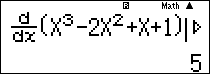 R Math ▲
d/dx(X³-2X²+X+1)|▷
5